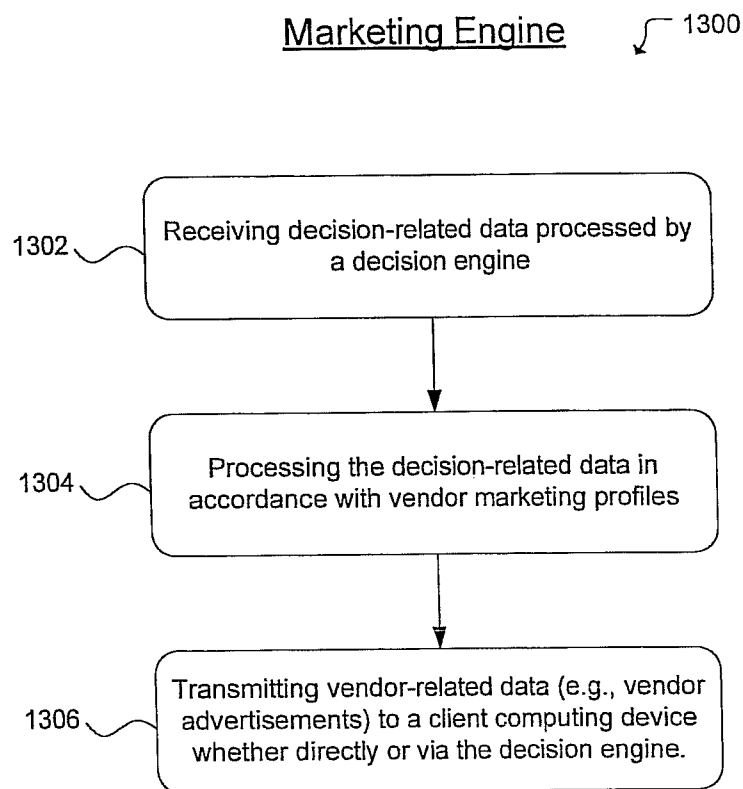 Marketing Engine
1300
1302
Receiving decision-related data processed by
a decision engine
1304
Processing the decision-related data in
accordance with vendor marketing profiles
1306
Transmitting vendor-related data (e.g., vendor
advertisements) to a client computing device
whether directly or via the decision engine.